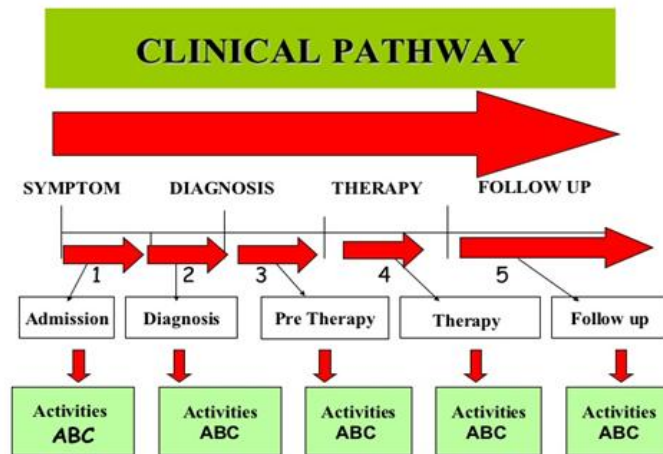 CLINICAL PATHWAY
SYMPTOM DIAGNOSIS THERAPY FOLLOW UP
1 2 3 4 5
Admission Diagnosis Pre Therapy Therapy Follow up
Activities Activities Activities Activities Activities
ABC ABC ABC ABC ABC